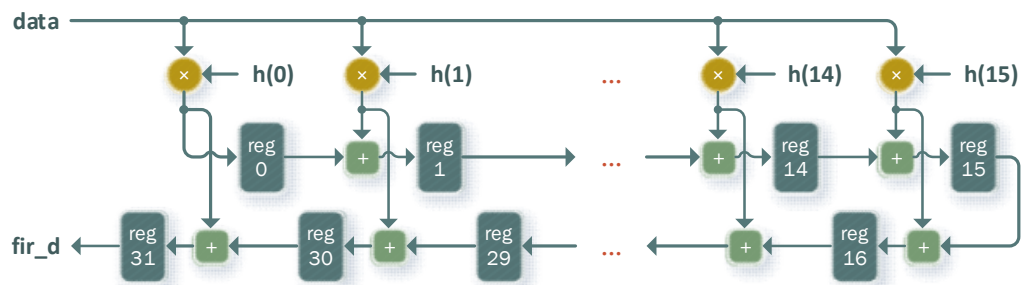 data
× h(0) × h(1) ... × h(14) × h(15)
reg 0 + reg 1 ... + reg 14 + reg 15
fir_d reg 31 + reg 30 + reg 29 ... + reg 16 +